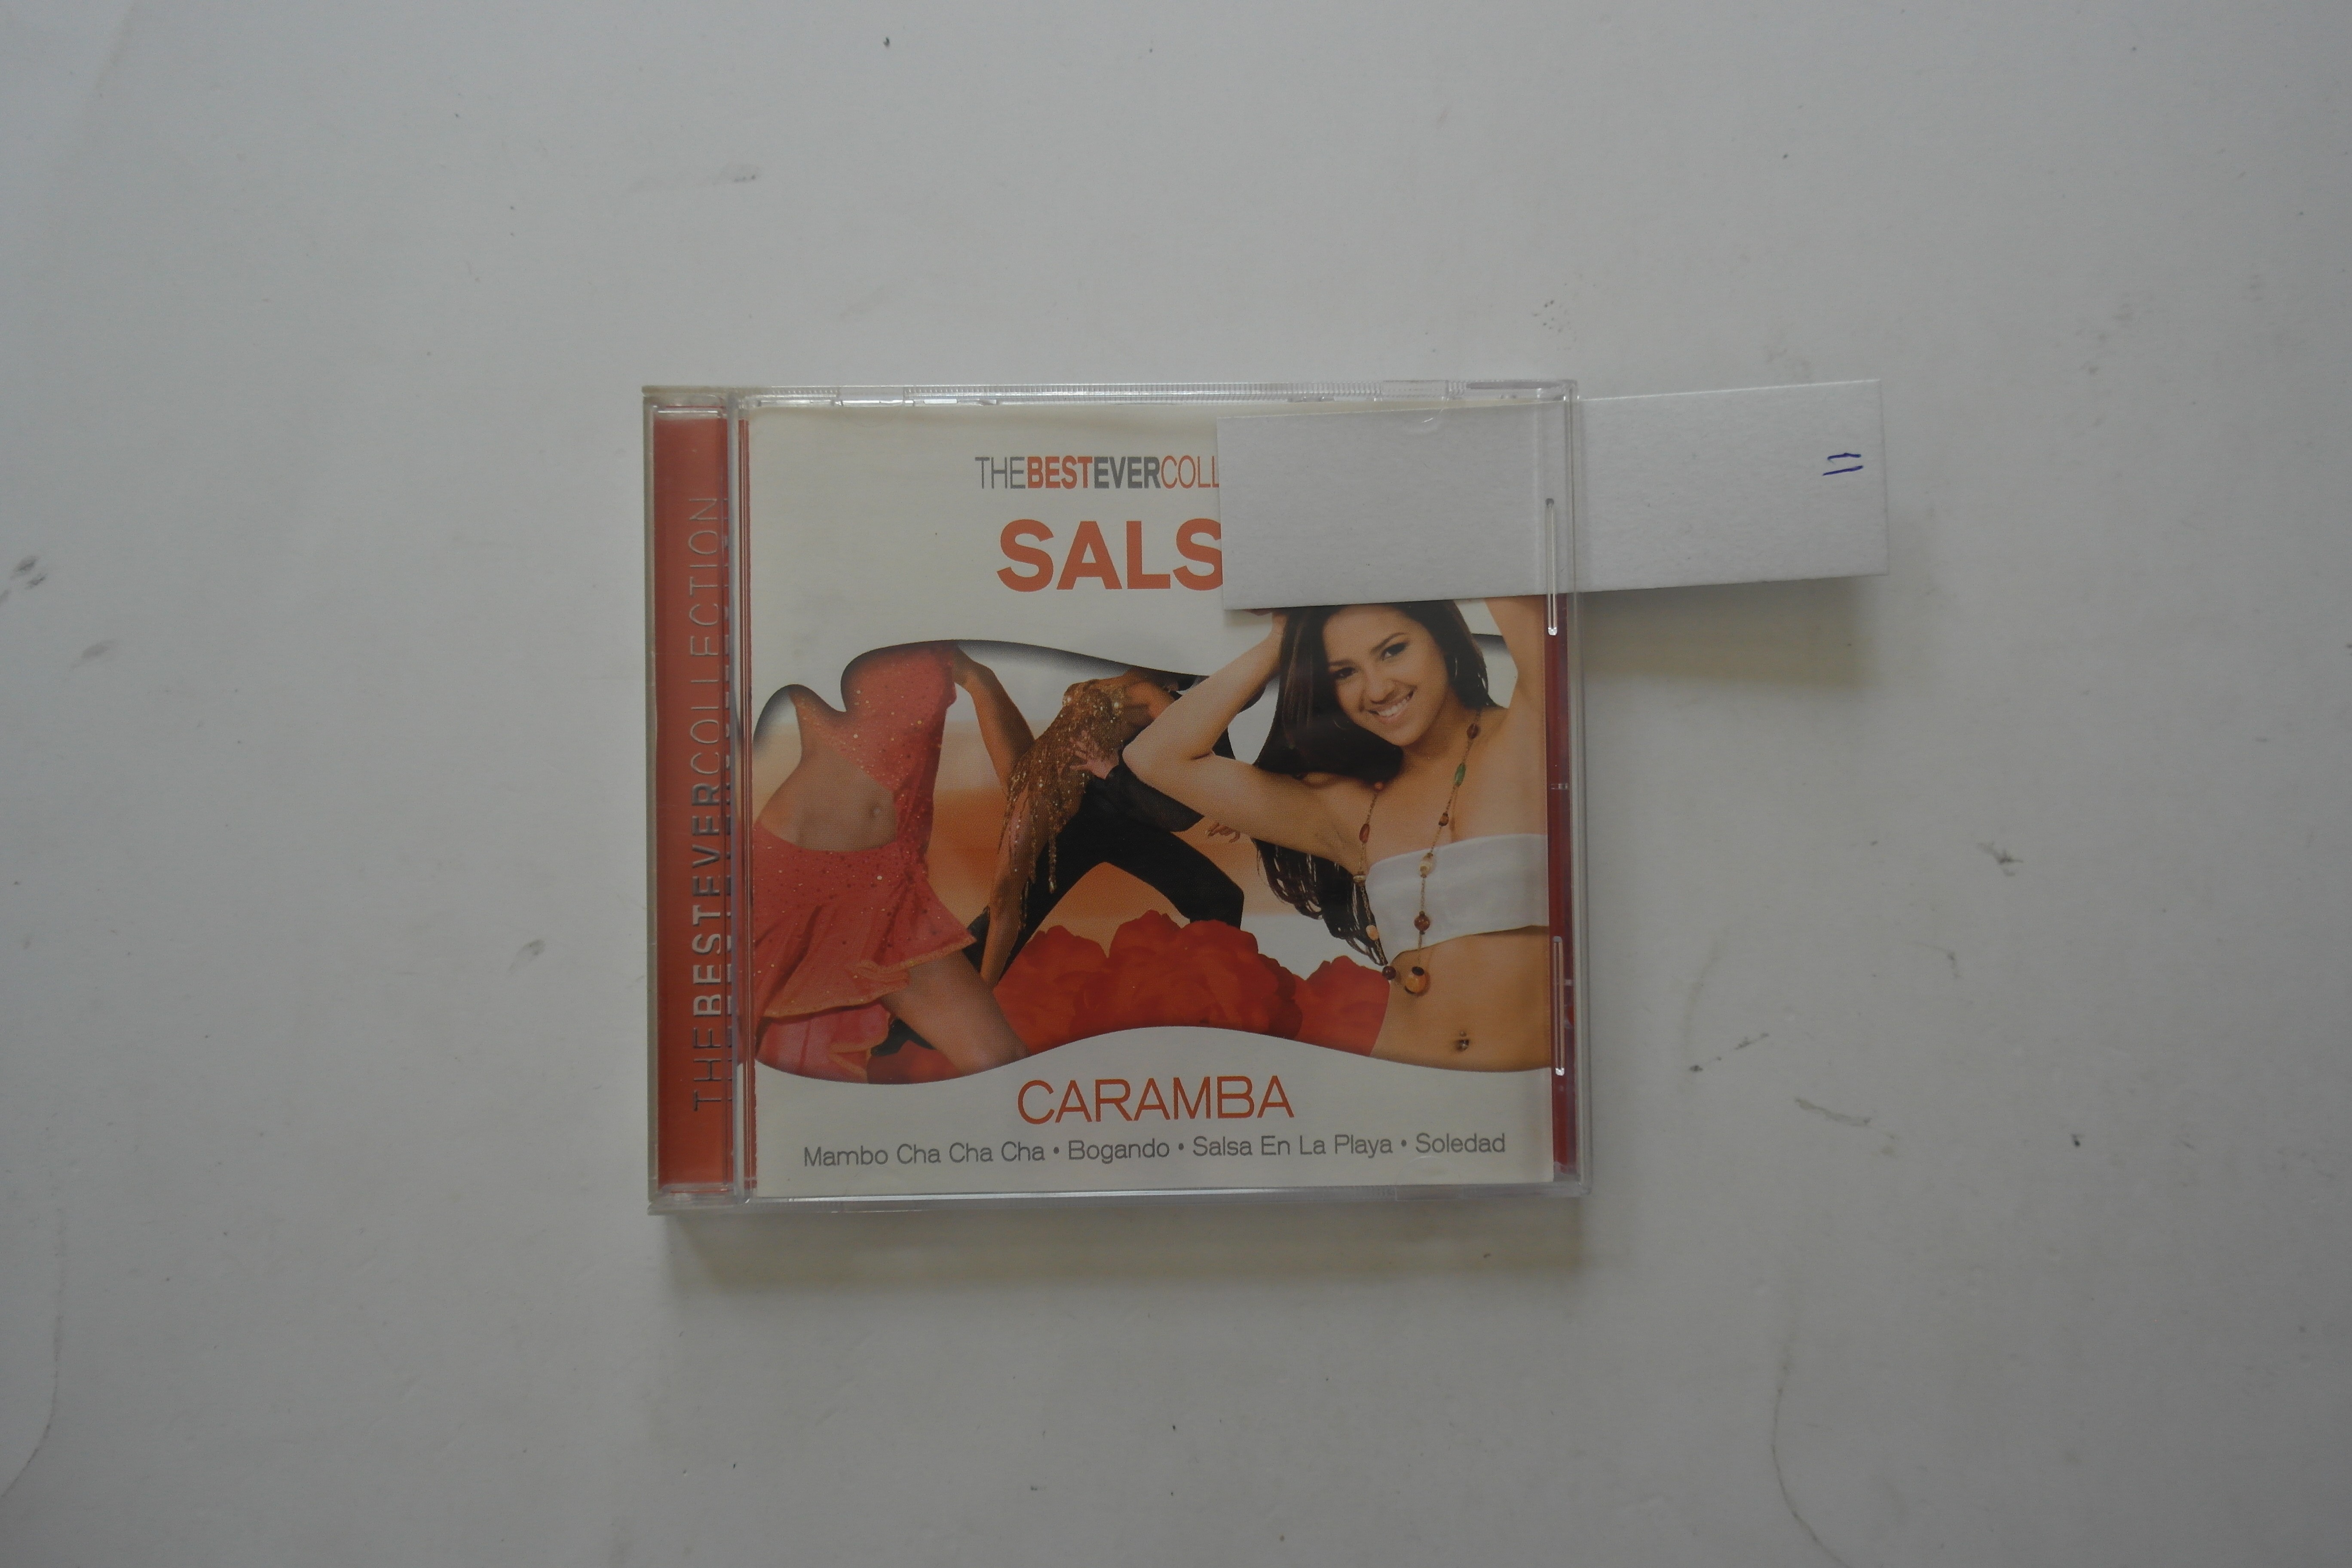 THEBESTEVERCOLL
SALS
CARAMBA
Mambo Cha Cha Cha • Bogando • Salsa En La Playa • Soledad
THEBESTEVERCOLLECTION